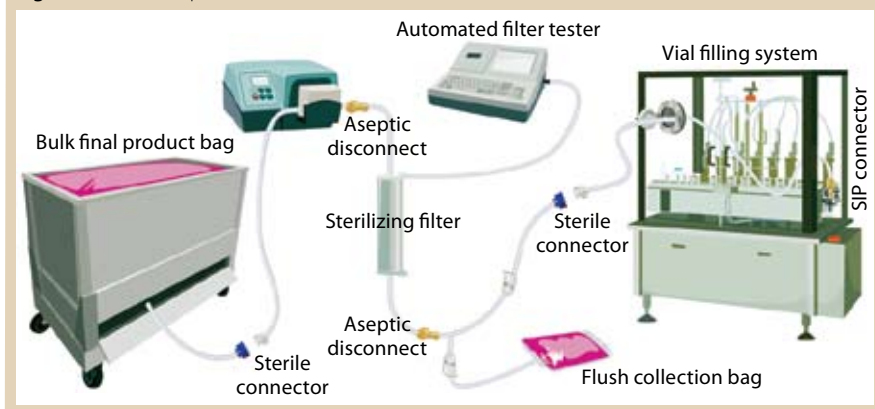 Automated filter tester
Vial filling system
Aseptic
disconnect
Bulk final product bag
SIP connector
Sterilizing filter
Sterile
connector
Aseptic
disconnect
Sterile
connector
Flush collection bag